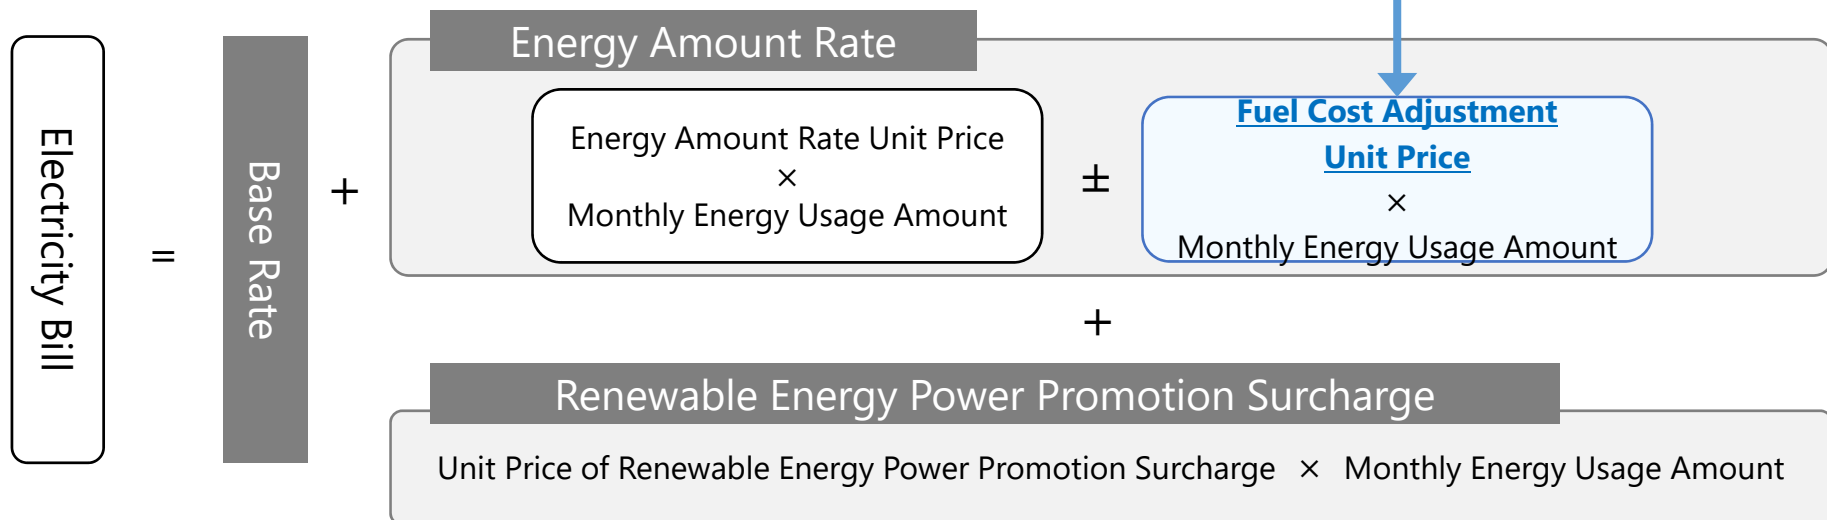 Electricity Bill
=
Base Rate
+
Energy Amount Rate
Energy Amount Rate Unit Price
×
Monthly Energy Usage Amount
±
Fuel Cost Adjustment
Unit Price
×
Monthly Energy Usage Amount
+
Renewable Energy Power Promotion Surcharge
Unit Price of Renewable Energy Power Promotion Surcharge × Monthly Energy Usage Amount